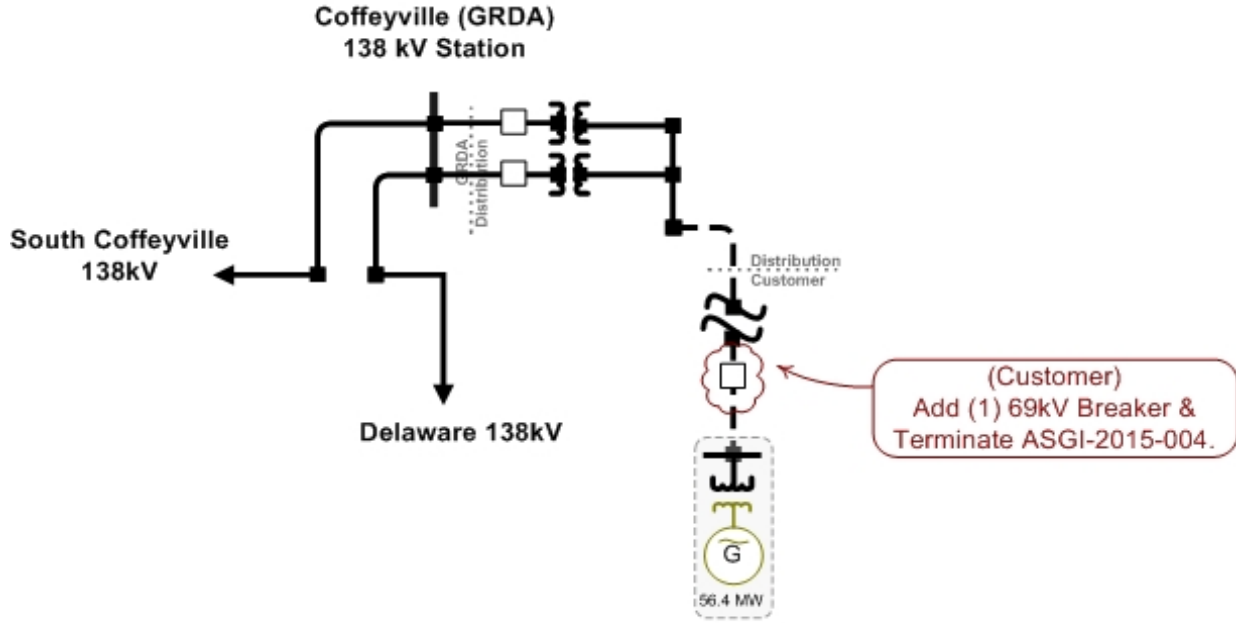 Coffeyville (GRDA)
138 kV Station
GRDA
Distribution
South Coffeyville
138kV
Distribution
Customer
(Customer)
Add (1) 69kV Breaker &
Terminate ASGI-2015-004.
Delaware 138kV
G
56.4 MW